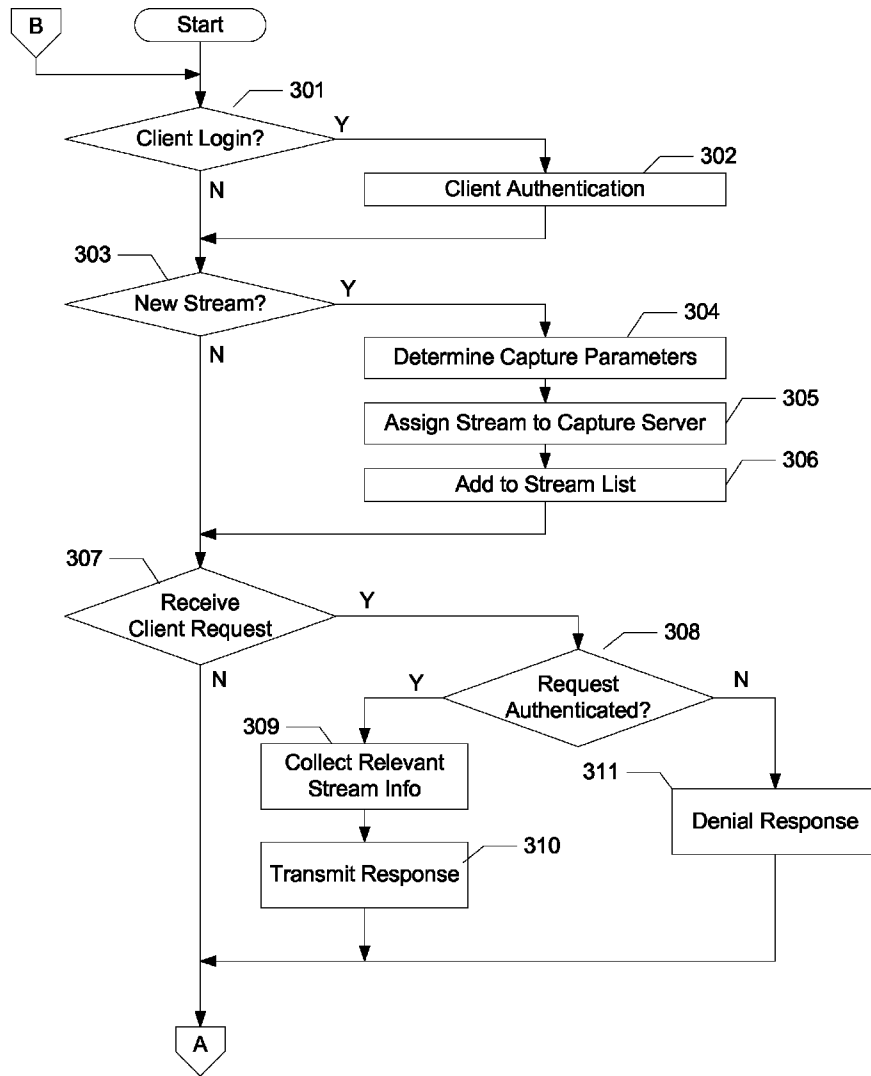 B
Start
301
Client Login?
Y
302
Client Authentication
N
303
New Stream?
Y
304
N
Determine Capture Parameters
305
Assign Stream to Capture Server
306
Add to Stream List
307
Receive
Client Request
Y
308
N
Request
Authenticated?
Y
N
309
Collect Relevant
Stream Info
311
Denial Response
310
Transmit Response
A